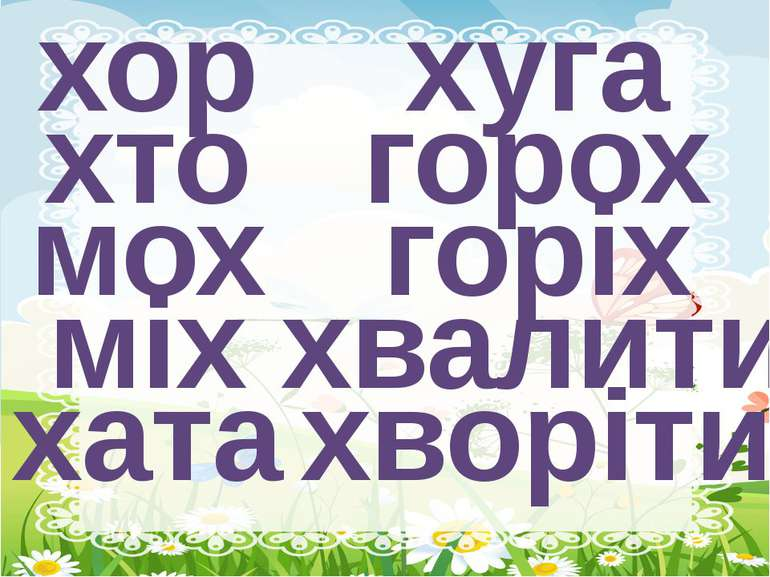 хор хуга
хто горох
мох горіх
міх хвалити
хата хворіти